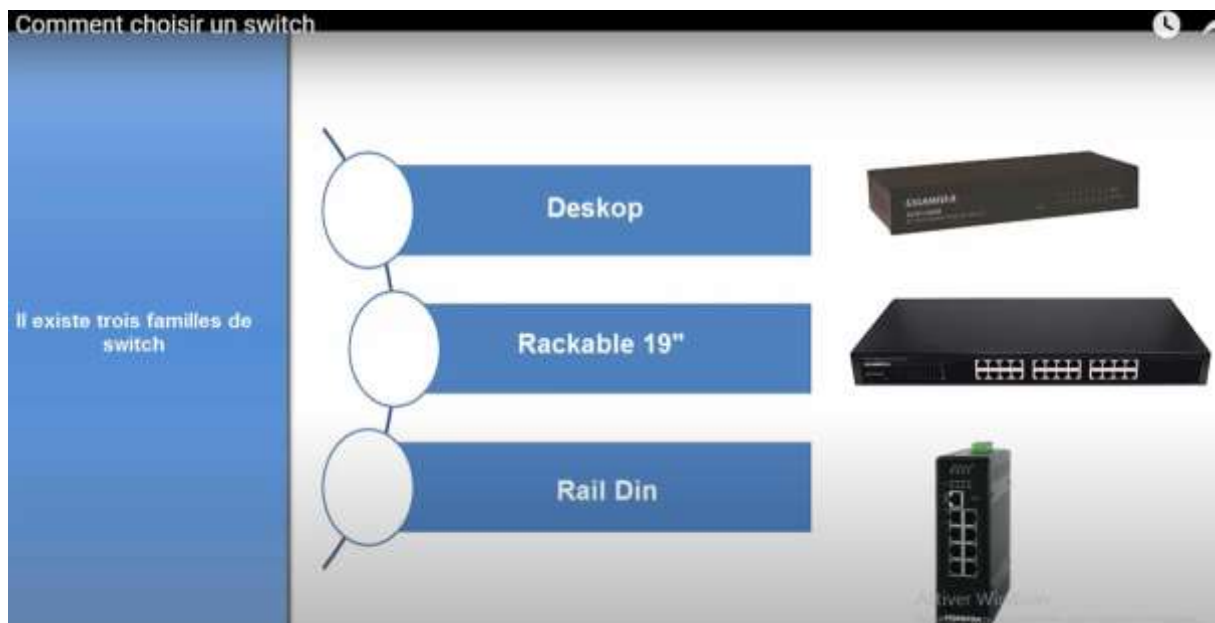 Comment choisir un switch
Il existe trois familles de
switch
Deskop
Rackable 19"
Rail Din